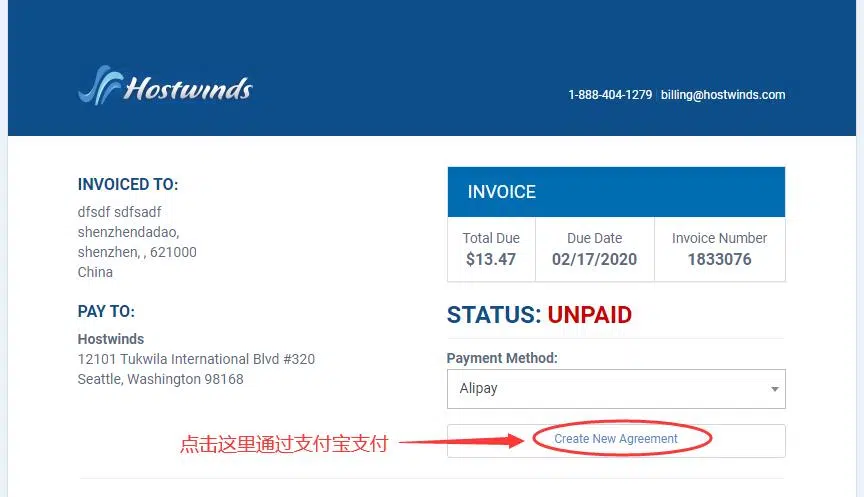 Hostwinds
1-888-404-1279 | billing@hostwinds.com
INVOICED TO:
dfsdf sdfsadf
shenzhendadao,
shenzhen, , 621000
China
PAY TO:
Hostwinds
12101 Tukwila International Blvd #320
Seattle, Washington 98168
INVOICE
Total Due
$13.47
Due Date
02/17/2020
Invoice Number
1833076
STATUS: UNPAID
Payment Method:
Alipay
点击这里通过支付宝支付
Create New Agreement